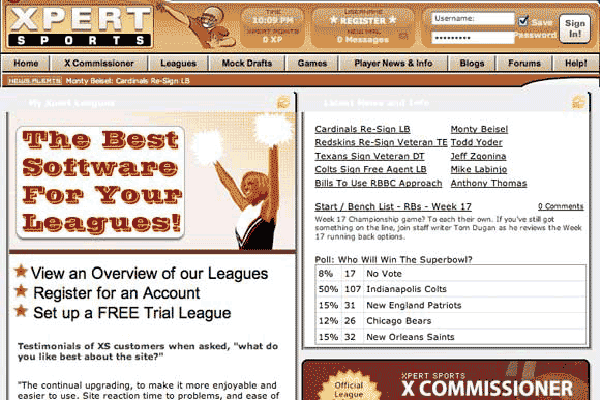 XPERT
SPORTS
TIME
10:09 PM
XPERT POINTS
0 XP
USERNAME
★ REGISTER ★
NEW MAIL
0 Messages
Username:
Save
Password
Sign In!
Home
X Commissioner
Leagues
Mock Drafts
Games
Player News & Info
Blogs
Forums
Help!
NEWS ALERTS
Monty Beisel: Cardinals Re-Sign LB
My Xpert Leagues
Latest News and Info
The Best
Software
For Your
Leagues!
View an Overview of our Leagues
Register for an Account
Set up a FREE Trial League
Testimonials of XS customers when asked, "what do
you like best about the site?"
"The continual upgrading, to make it more enjoyable and
easier to use. Site reaction time to problems, and ease of
Cardinals Re-Sign LB Monty Beisel
Redskins Re-Sign Veteran TE Todd Yoder
Texans Sign Veteran DT Jeff Zgonina
Colts Sign Free Agent LB Mike Labinjo
Bills To Use RBBC Approach Anthony Thomas
Start / Bench List - RBs - Week 17 0 Comments
Week 17 Championship game? To each their own. If you've still got
something on the line, join staff writer Tom Dugan as he reviews the Week
17 running back options.
Poll: Who Will Win The Superbowl?
8% 17 No Vote
50% 107 Indianapolis Colts
15% 31 New England Patriots
12% 26 Chicago Bears
15% 32 New Orleans Saints
Official
League
XPERT SPORTS
X COMMISSIONER